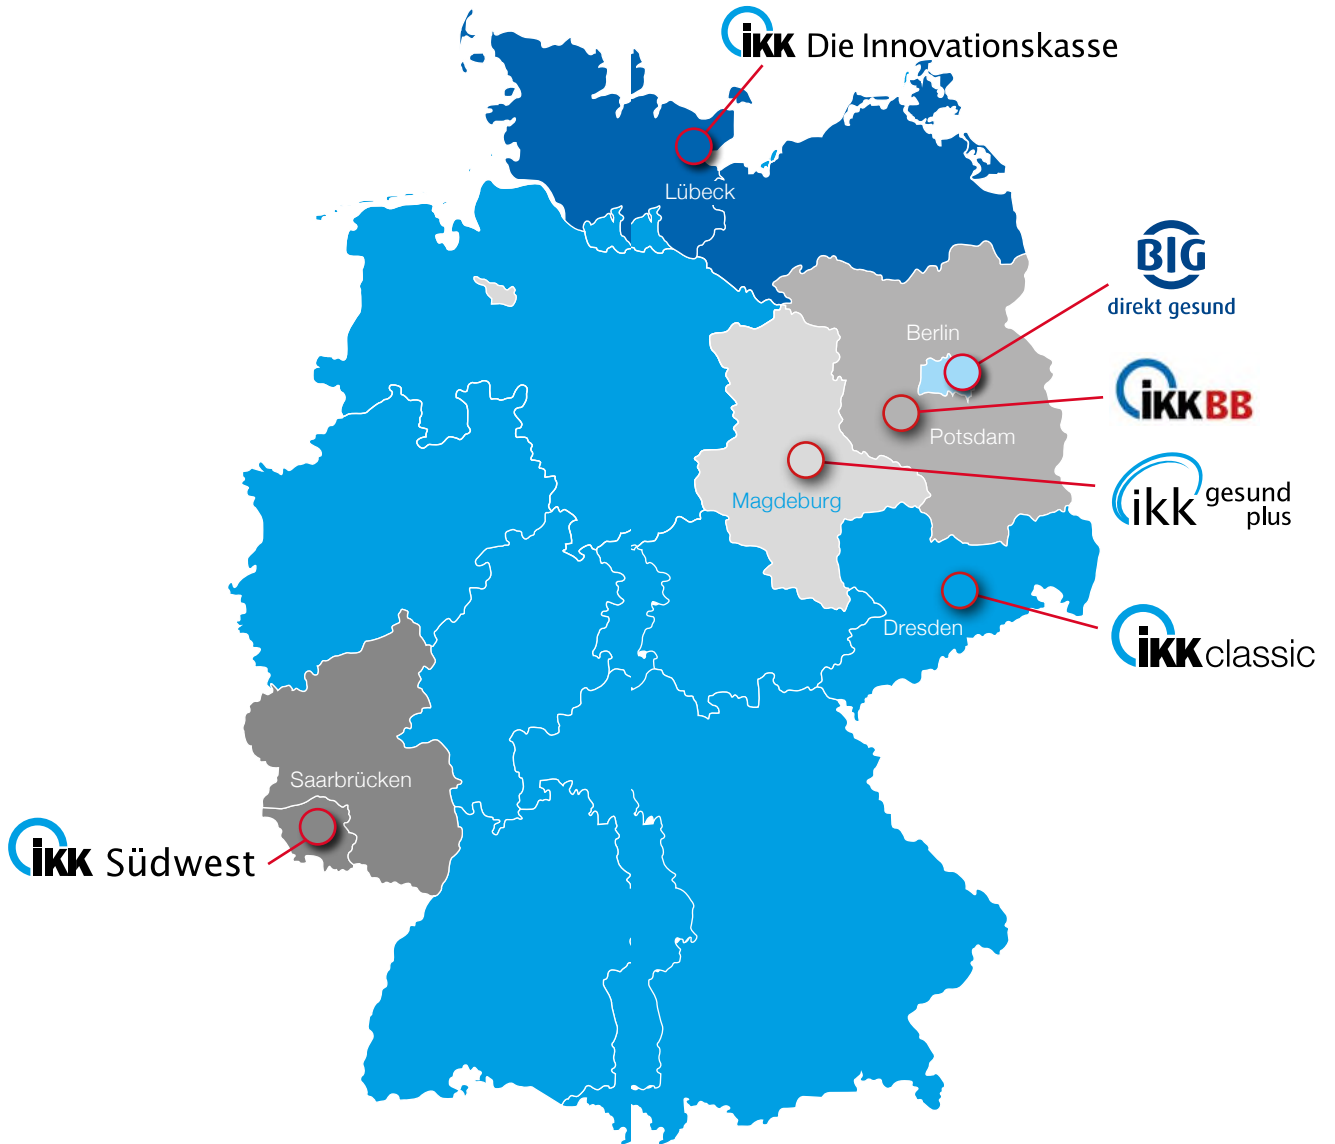 iKK Die Innovationskasse
Lübeck
BIG
direkt gesund
Berlin
iKK BB
Potsdam
ikk gesund
plus
Magdeburg
Dresden
iKK classic
Saarbrücken
iKK Südwest